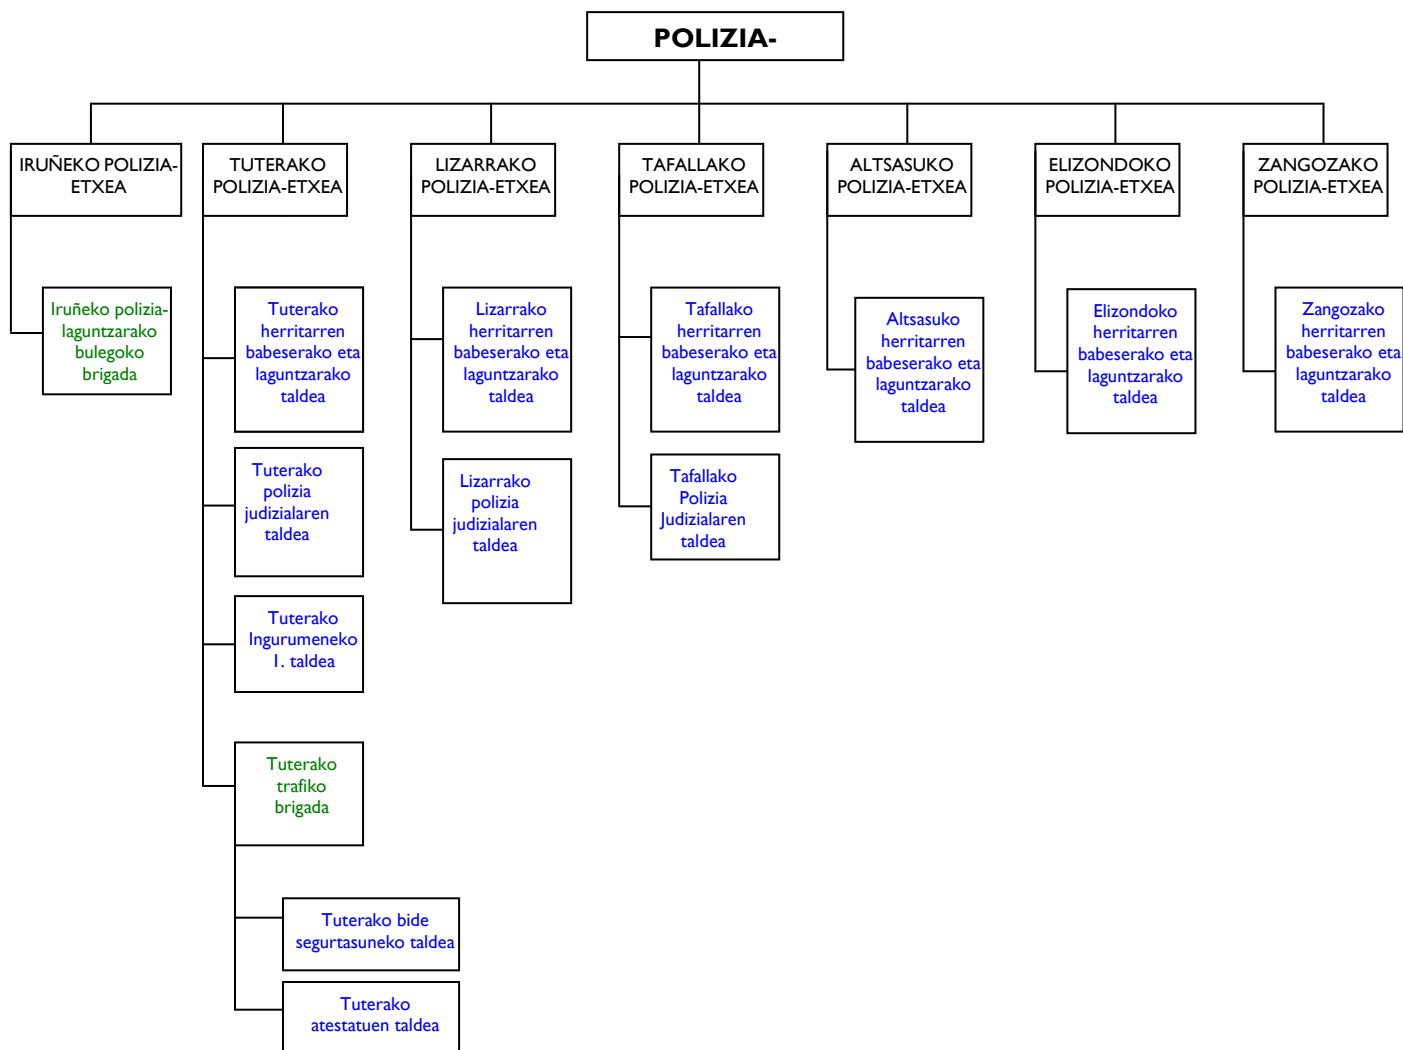 POLIZIA-
IRUÑEKO POLIZIA-
ETXEA
TUTERAKO
POLIZIA-ETXEA
LIZARRAKO
POLIZIA-ETXEA
TAFALLAKO
POLIZIA-ETXEA
ALTSASUKO
POLIZIA-ETXEA
ELIZONDOKO
POLIZIA-ETXEA
ZANGOZAKO
POLIZIA-ETXEA
Iruñeko polizia-
laguntzarako
bulegoko
brigada
Tuterako
herritarren
babeserako eta
laguntzarako
taldea
Lizarrako
herritarren
babeserako eta
laguntzarako
taldea
Tafallako
herritarren
babeserako eta
laguntzarako
taldea
Altsasuko
herritarren
babeserako eta
laguntzarako
taldea
Elizondoko
herritarren
babeserako eta
laguntzarako
taldea
Zangozako
herritarren
babeserako eta
laguntzarako
taldea
Tuterako
polizia
judizialaren
taldea
Lizarrako
polizia
judizialaren
taldea
Tafallako
Polizia
Judizialaren
taldea
Tuterako
Ingurumeneko
1. taldea
Tuterako
trafiko
brigada
Tuterako bide
segurtasuneko taldea
Tuterako
atestatuen taldea